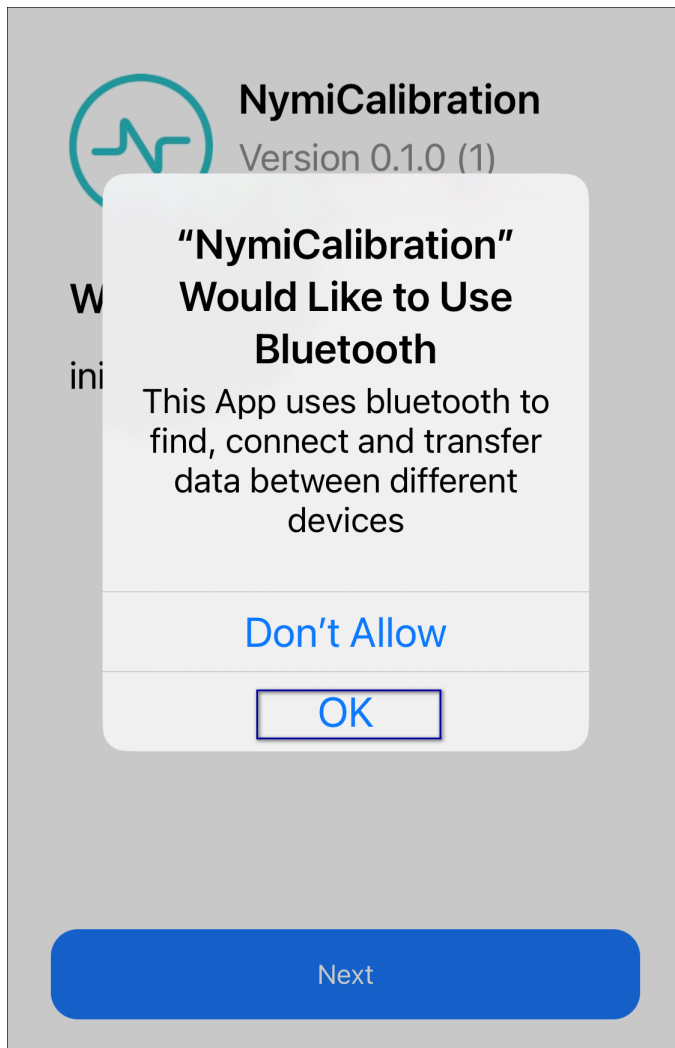 NymiCalibration
Version 0.1.0 (1)
“NymiCalibration”
Would Like to Use
Bluetooth
This App uses bluetooth to
find, connect and transfer
data between different
devices
Don’t Allow
OK
Next